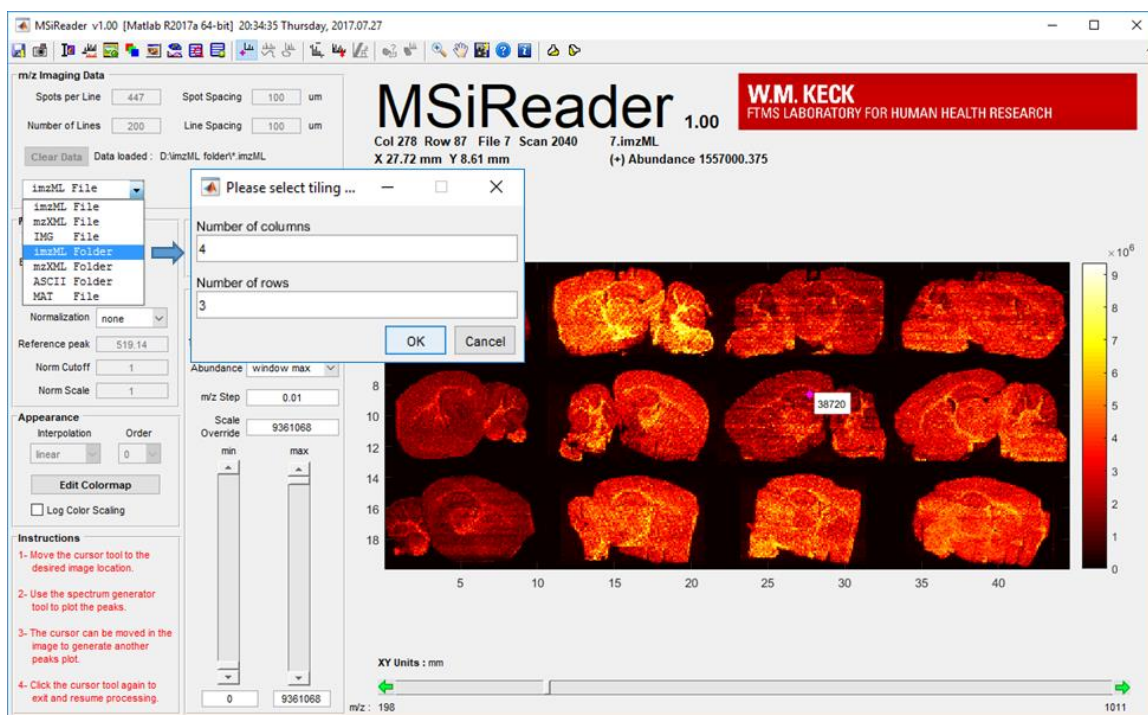 MSiReader v1.00 [Matlab R2017a 64-bit] 20:34:35 Thursday, 2017.07.27
m/z Imaging Data
Spots per Line 447 Spot Spacing 100 um
Number of Lines 200 Line Spacing 100 um
Clear Data Data loaded : D:\imzML folder\*.imzML
MSiReader 1.00
W.M. KECK
FTMS LABORATORY FOR HUMAN HEALTH RESEARCH
Col 278 Row 87 File 7 Scan 2040 7.imzML
X 27.72 mm Y 8.61 mm (+) Abundance 1557000.375
imzML File
imzML File
mzXML File
IMG File
imzML Folder
mzXML Folder
ASCII Folder
MAT File
Please select tiling ...
Number of columns
4
Number of rows
3
OK Cancel
Normalization none
Reference peak 519.14
Norm Cutoff 1
Norm Scale 1
Abundance window max
m/z Step 0.01
Scale Override 9361068
min max
0 9361068
Appearance
Interpolation Order
linear 0
Edit Colormap
Log Color Scaling
Instructions
1- Move the cursor tool to the
desired image location.
2- Use the spectrum generator
tool to plot the peaks.
3- The cursor can be moved in the
image to generate another
peaks plot.
4- Click the cursor tool again to
exit and resume processing.
38720
8
10
12
14
16
18
5 10 15 20 25 30 35 40
×10⁶
9
8
7
6
5
4
3
2
1
0
XY Units : mm
m/z : 198 1011